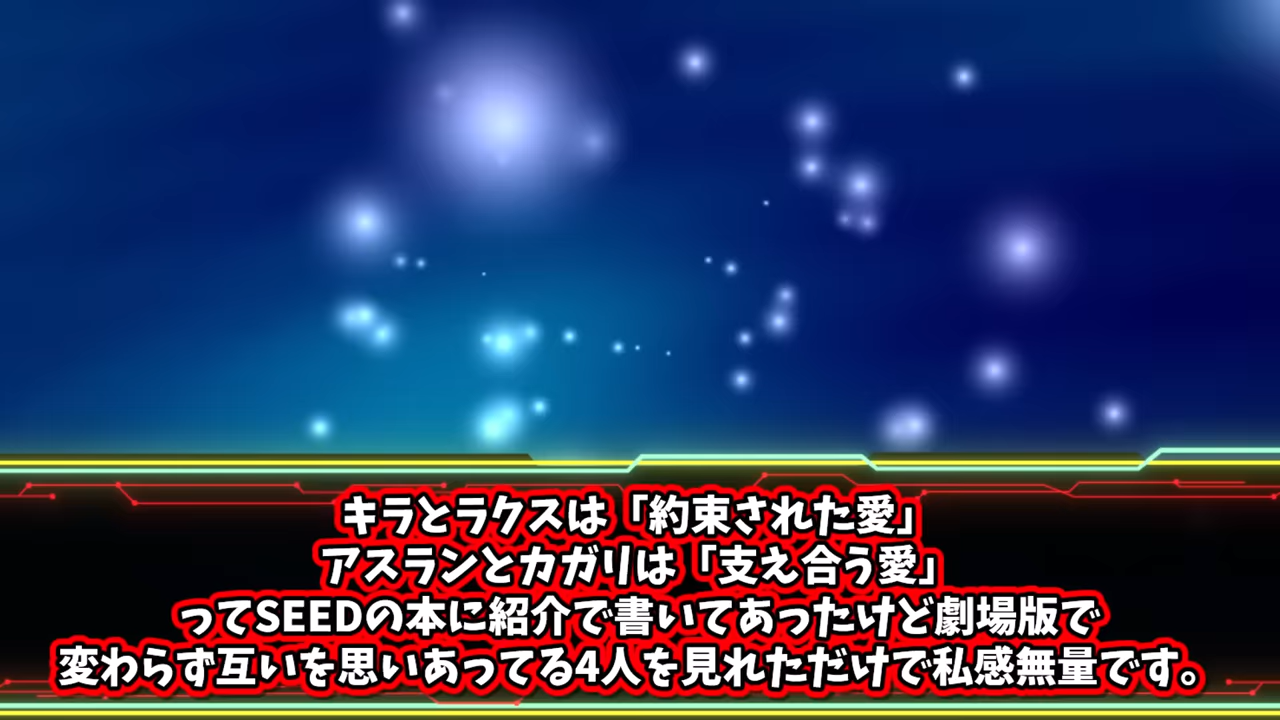 キラとラクスは「約束された愛」
アスランとカガリは「支え合う愛」
ってSEEDの本に紹介で書いてあったけど劇場版で
変わらず互いを思いあってる4人を見れただけで私感無量です。